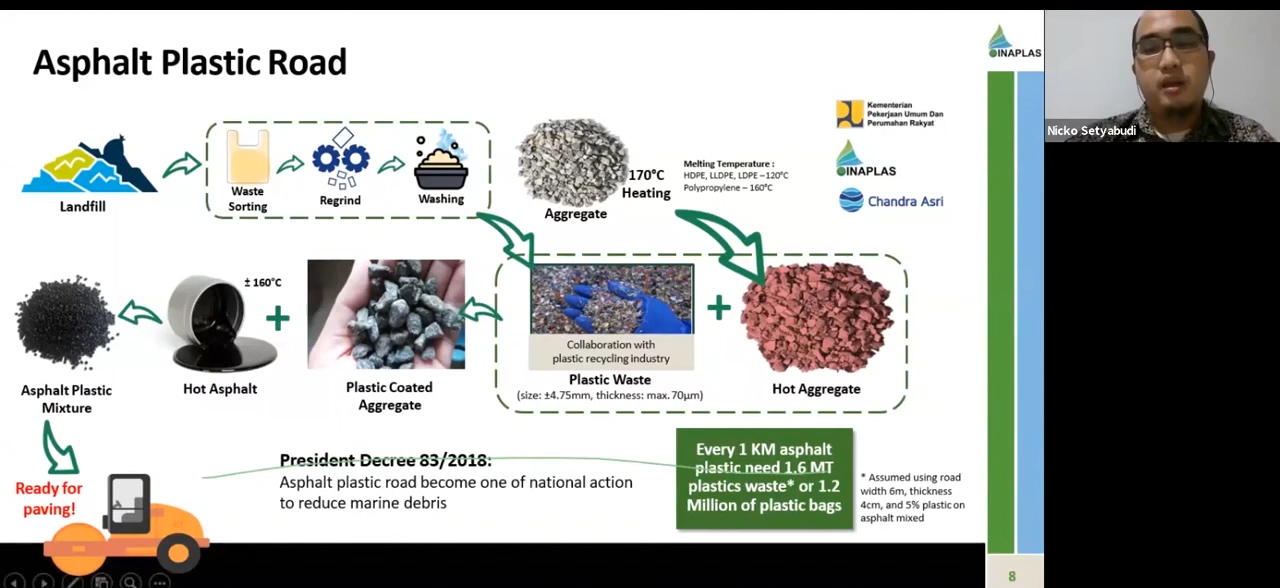 Asphalt Plastic Road
INAPLAS
Nicko Setyabudi
Kementerian
Pekerjaan Umum Dan
Perumahan Rakyat
INAPLAS
Chandra Asri
Landfill
Waste
Sorting
Regrind
Washing
Aggregate
170°C
Heating
Melting Temperature :
HDPE, LLDPE, LDPE –120°C
Polypropylene – 160°C
Asphalt Plastic
Mixture
± 160°C
Hot Asphalt
+
Plastic Coated
Aggregate
Collaboration with
plastic recycling industry
Plastic Waste
(size: ±4.75mm, thickness: max. 70µm)
+
Hot Aggregate
Ready for
paving!
President Decree 83/2018:
Asphalt plastic road become one of national action
to reduce marine debris
Every 1 KM asphalt
plastic need 1.6 MT
plastics waste* or 1.2
Million of plastic bags
* Assumed using road
width 6m, thickness
4cm, and 5% plastic on
asphalt mixed
8